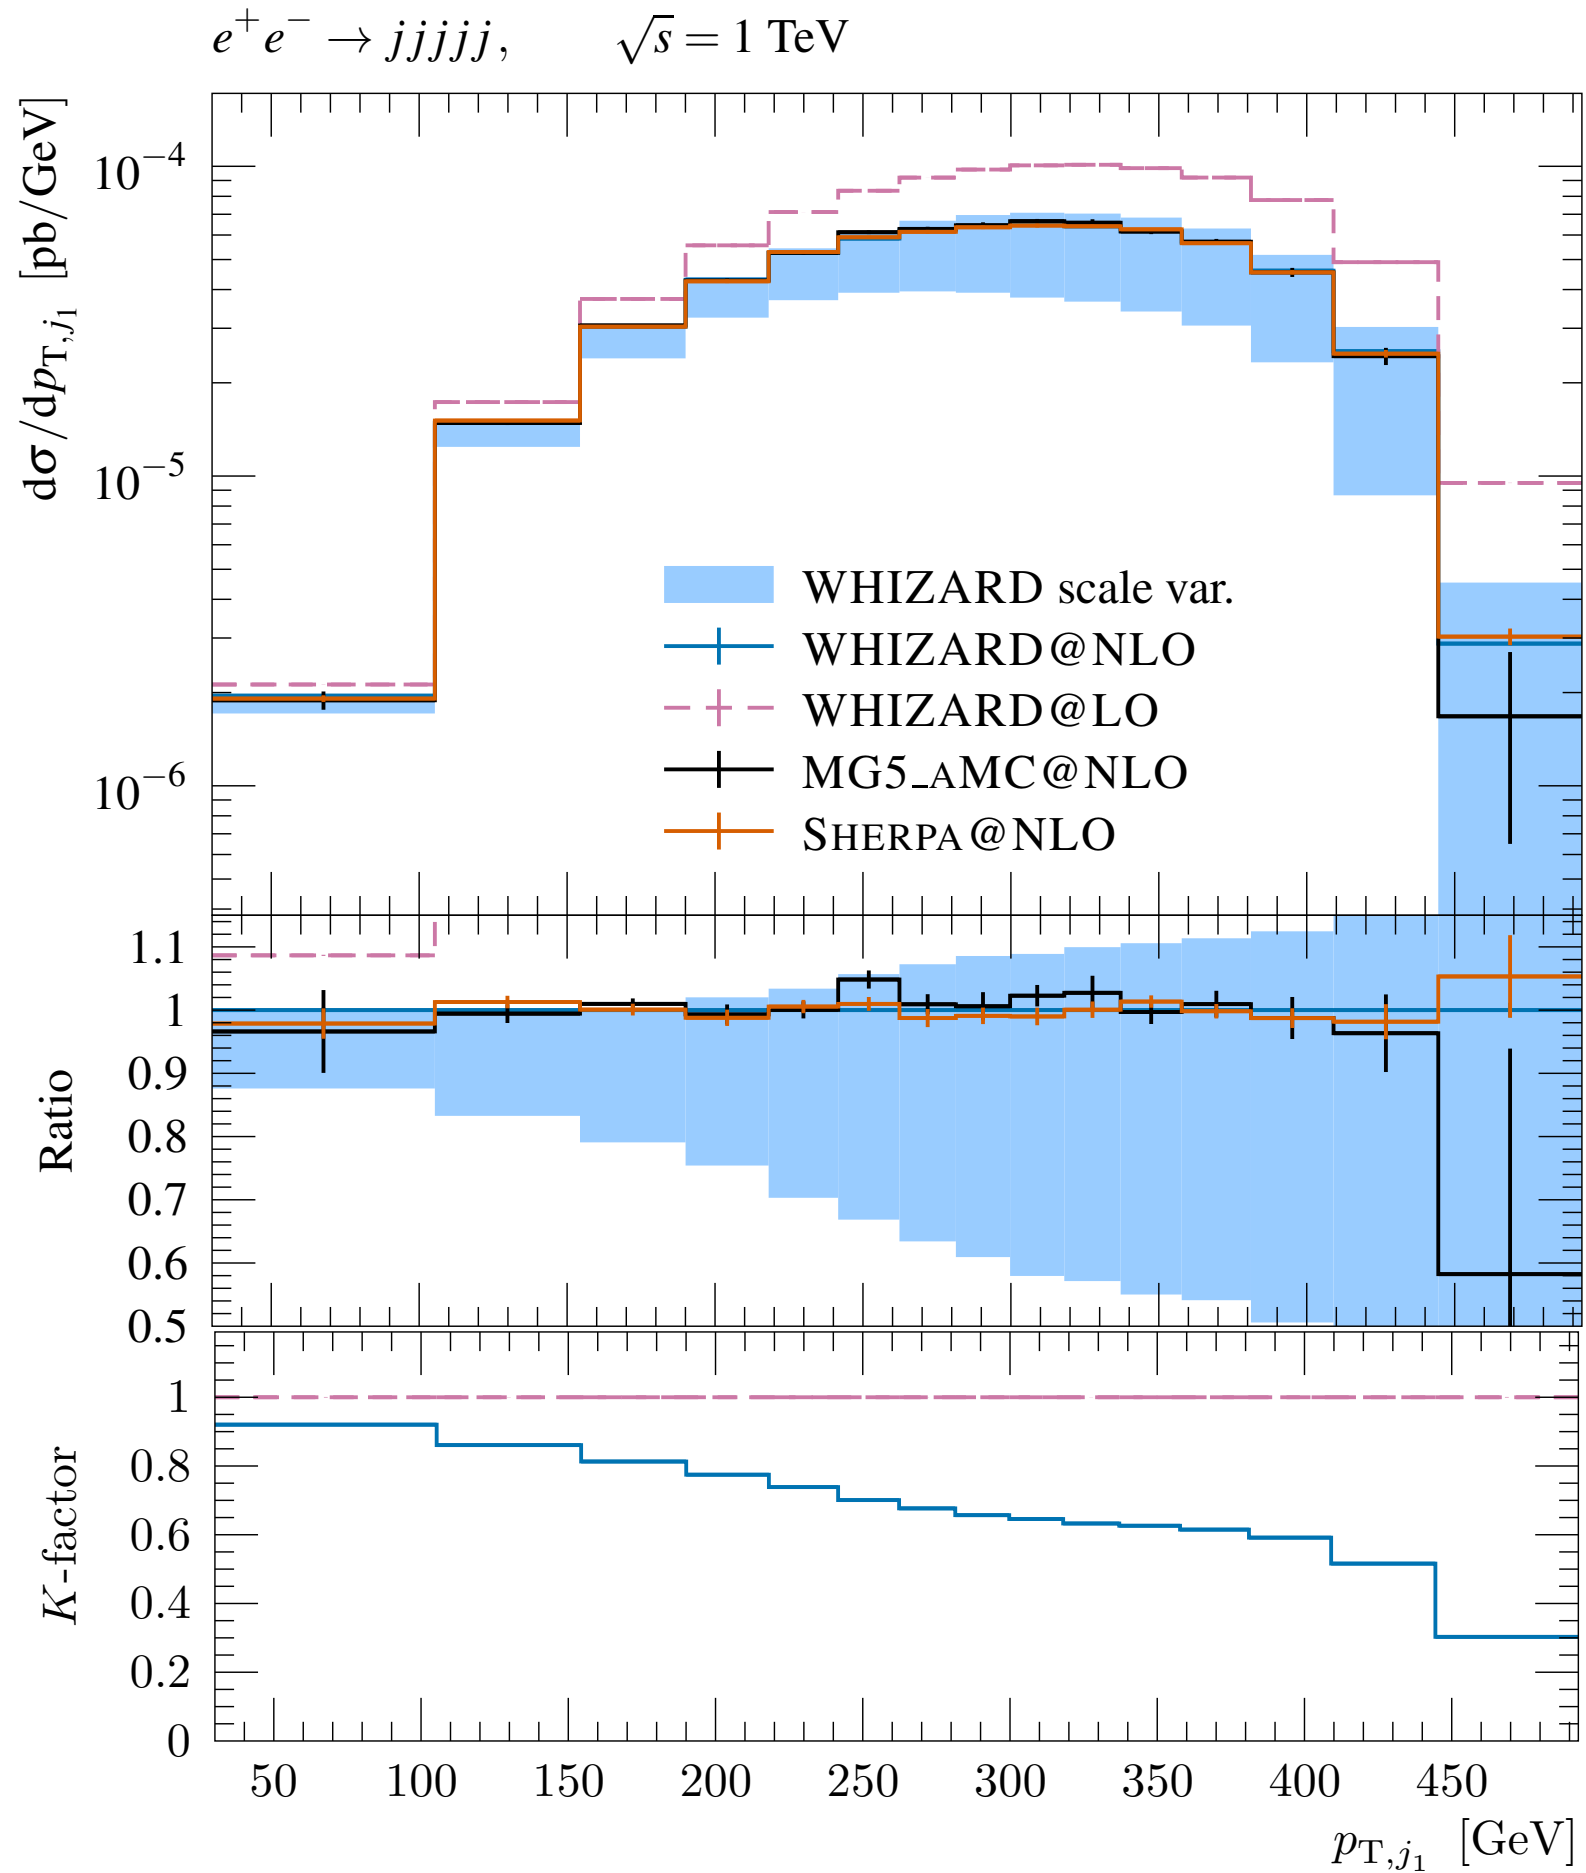 e⁺e⁻ → jjjjj, √s = 1 TeV
dσ/dp_T,j₁ [pb/GeV]
10⁻⁴
10⁻⁵
10⁻⁶
WHIZARD scale var.
WHIZARD@NLO
WHIZARD@LO
MG5_AMC@NLO
SHERPA@NLO
Ratio
1.1
1
0.9
0.8
0.7
0.6
0.5
K-factor
1
0.8
0.6
0.4
0.2
0
50 100 150 200 250 300 350 400 450
p_T,j₁ [GeV]